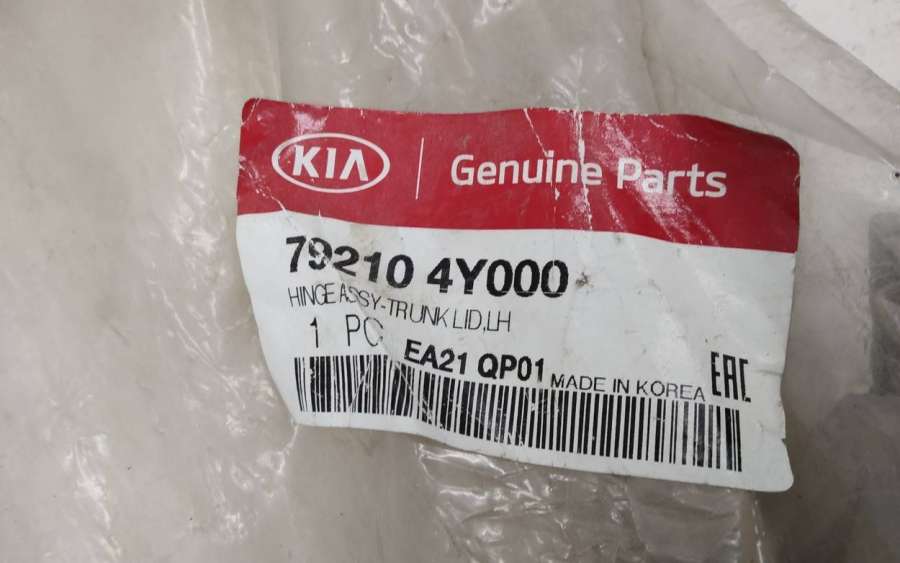 KIA Genuine Parts
79210 4Y000
HINGE ASSY-TRUNK LID,LH
1 PC
EA21 QP01
MADE IN KOREA
EAC